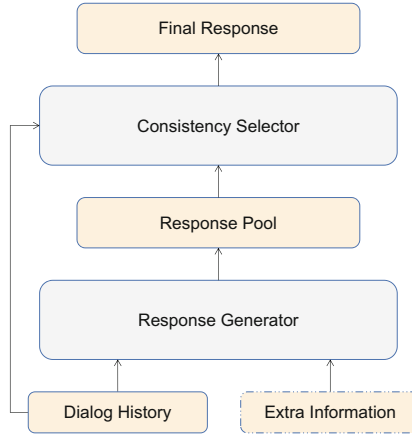 Final Response
Consistency Selector
Response Pool
Response Generator
Dialog History
Extra Information